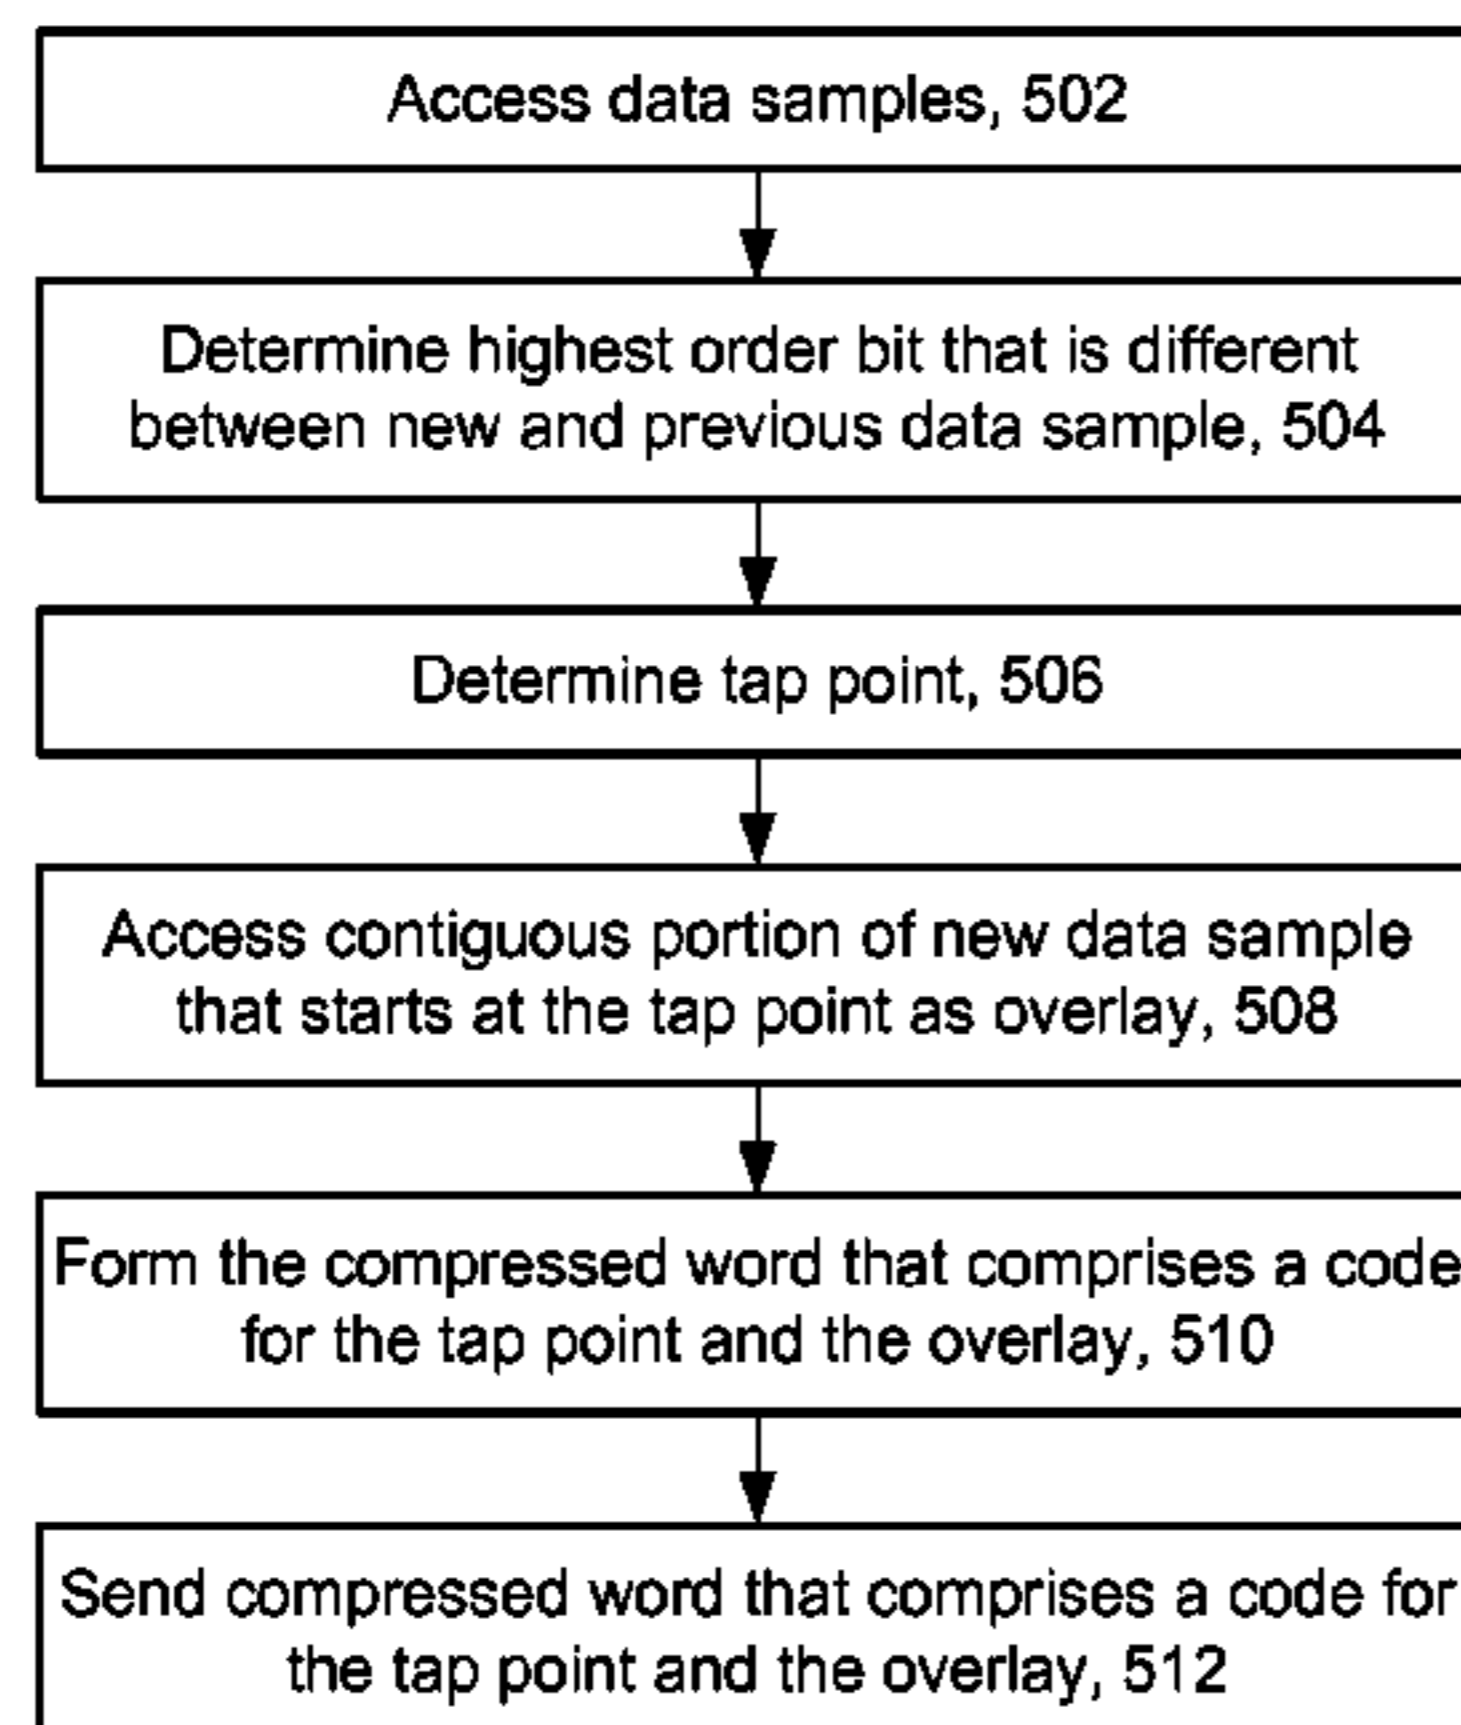 Access data samples, 502
Determine highest order bit that is different
between new and previous data sample, 504
Determine tap point, 506
Access contiguous portion of new data sample
that starts at the tap point as overlay, 508
Form the compressed word that comprises a code
for the tap point and the overlay, 510
Send compressed word that comprises a code for
the tap point and the overlay, 512